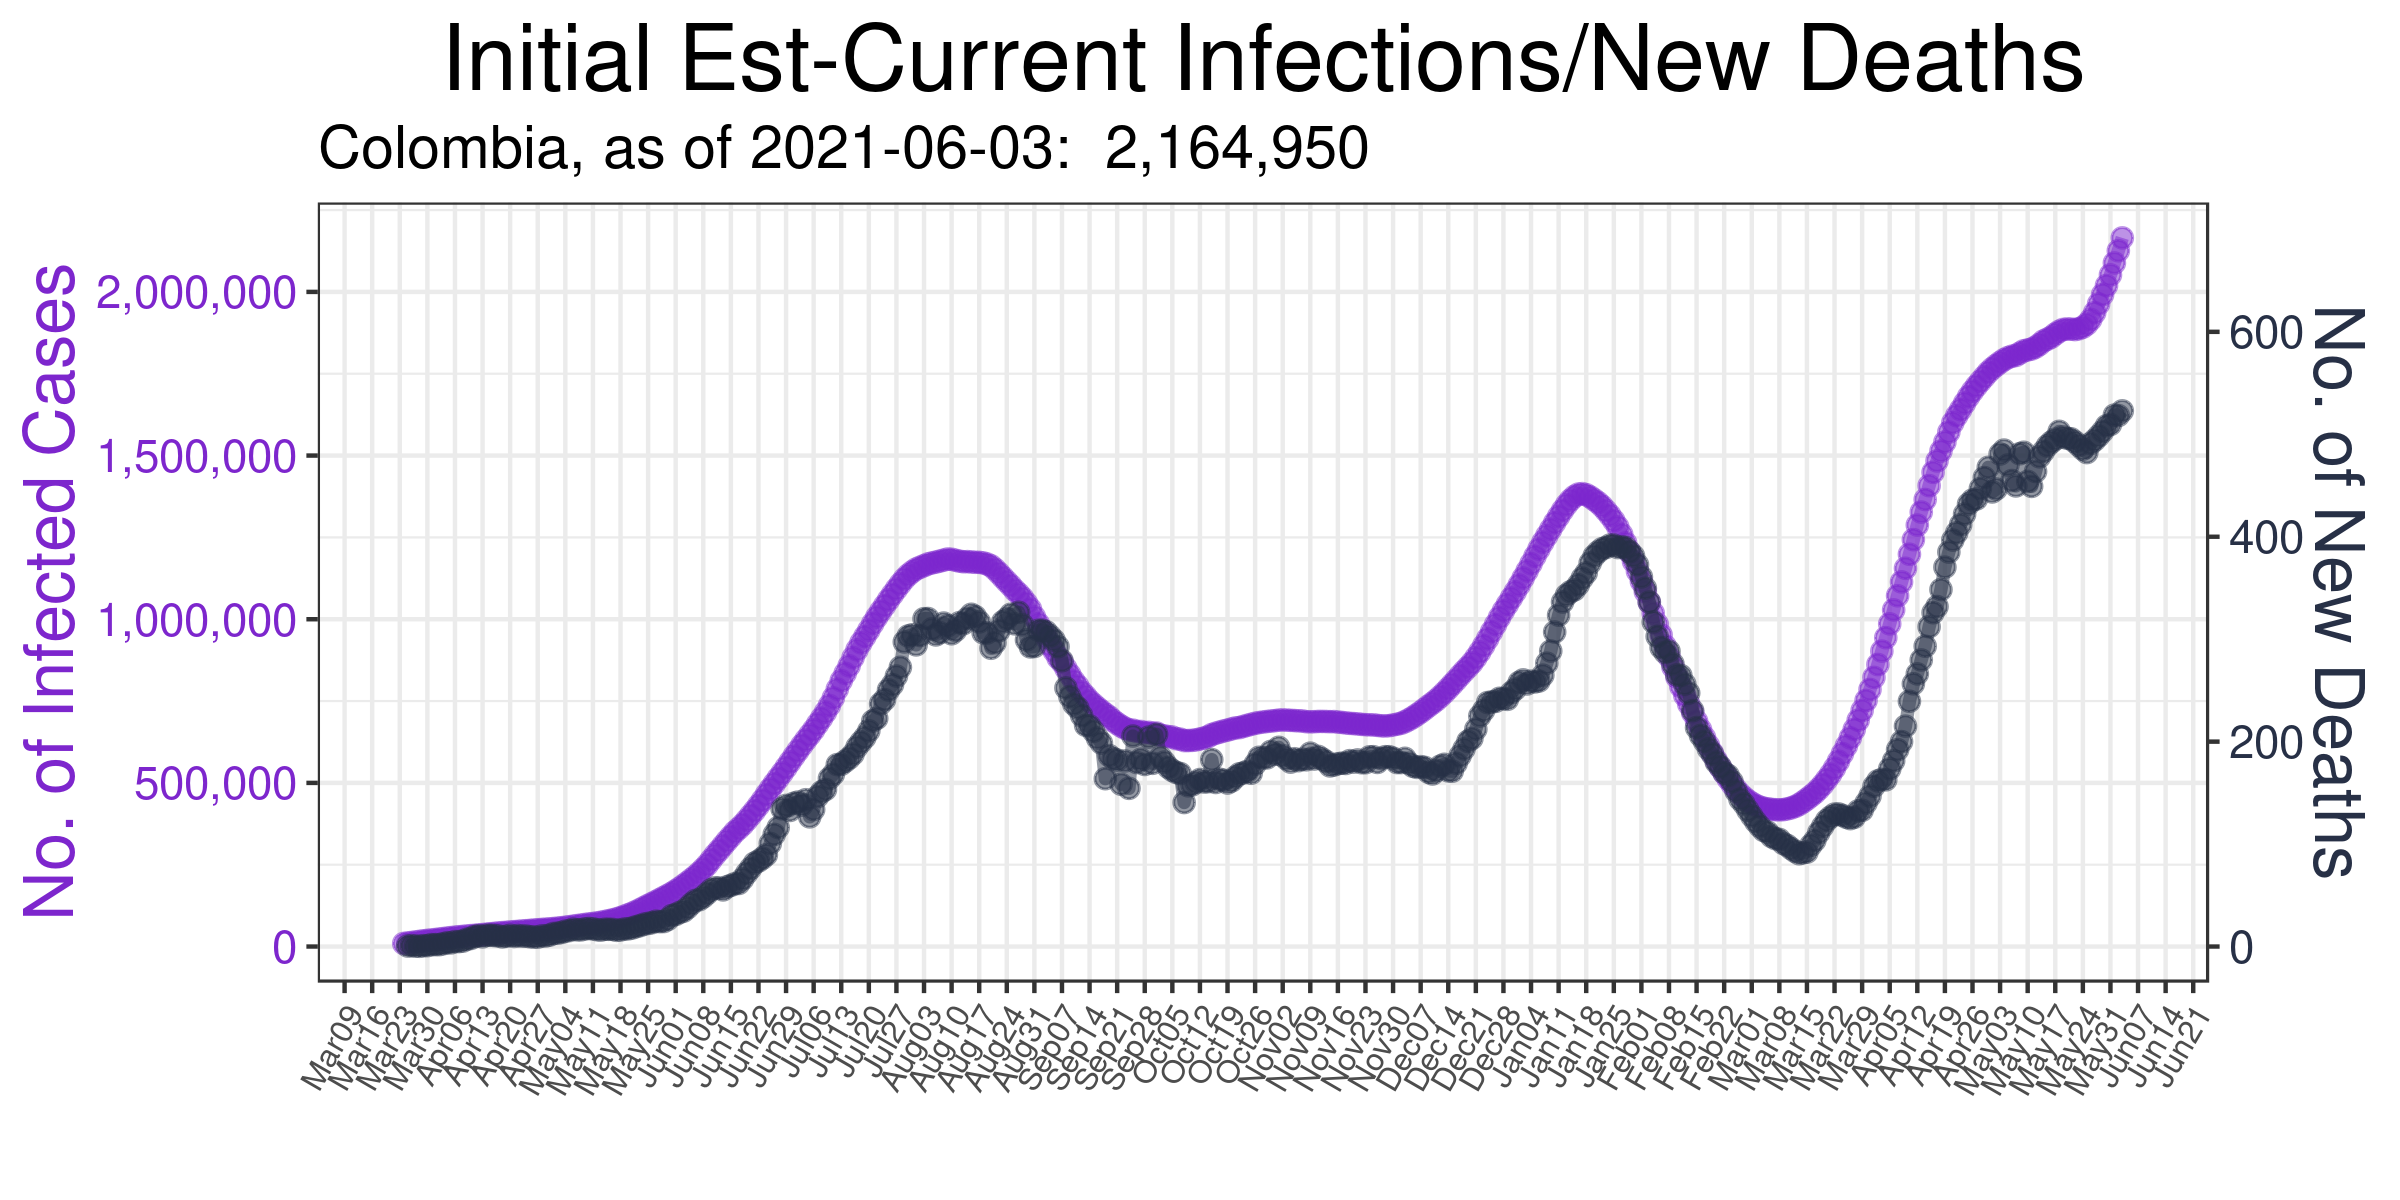 Initial Est-Current Infections/New Deaths
Colombia, as of 2021-06-03:  2,164,950
No. of Infected Cases
2,000,000
1,500,000
1,000,000
500,000
0
600
400
200
0
No. of New Deaths
Mar09
Mar16
Mar23
Mar30
Apr06
Apr13
Apr20
Apr27
May04
May11
May18
May25
Jun01
Jun08
Jun15
Jun22
Jun29
Jul06
Jul13
Jul20
Jul27
Aug03
Aug10
Aug17
Aug24
Aug31
Sep07
Sep14
Sep21
Sep28
Oct05
Oct12
Oct19
Oct26
Nov02
Nov09
Nov16
Nov23
Nov30
Dec07
Dec14
Dec21
Dec28
Jan04
Jan11
Jan18
Jan25
Feb01
Feb08
Feb15
Feb22
Mar01
Mar08
Mar15
Mar22
Mar29
Apr05
Apr12
Apr19
Apr26
May03
May10
May17
May24
May31
Jun07
Jun14
Jun21